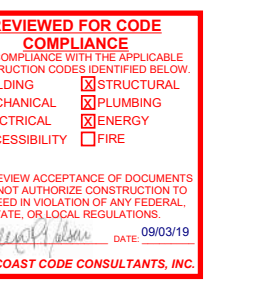 REVIEWED FOR CODE
COMPLIANCE
COMPLIANCE WITH THE APPLICABLE
RUCTION CODES IDENTIFIED BELOW.
LDING X STRUCTURAL
CHANICAL X PLUMBING
CTRICAL X ENERGY
CESSIBILITY FIRE
EVIEW ACCEPTANCE OF DOCUMENTS
NOT AUTHORIZE CONSTRUCTION TO
EED IN VIOLATION OF ANY FEDERAL,
ATE, OR LOCAL REGULATIONS.
DATE: 09/03/19
COAST CODE CONSULTANTS, INC.